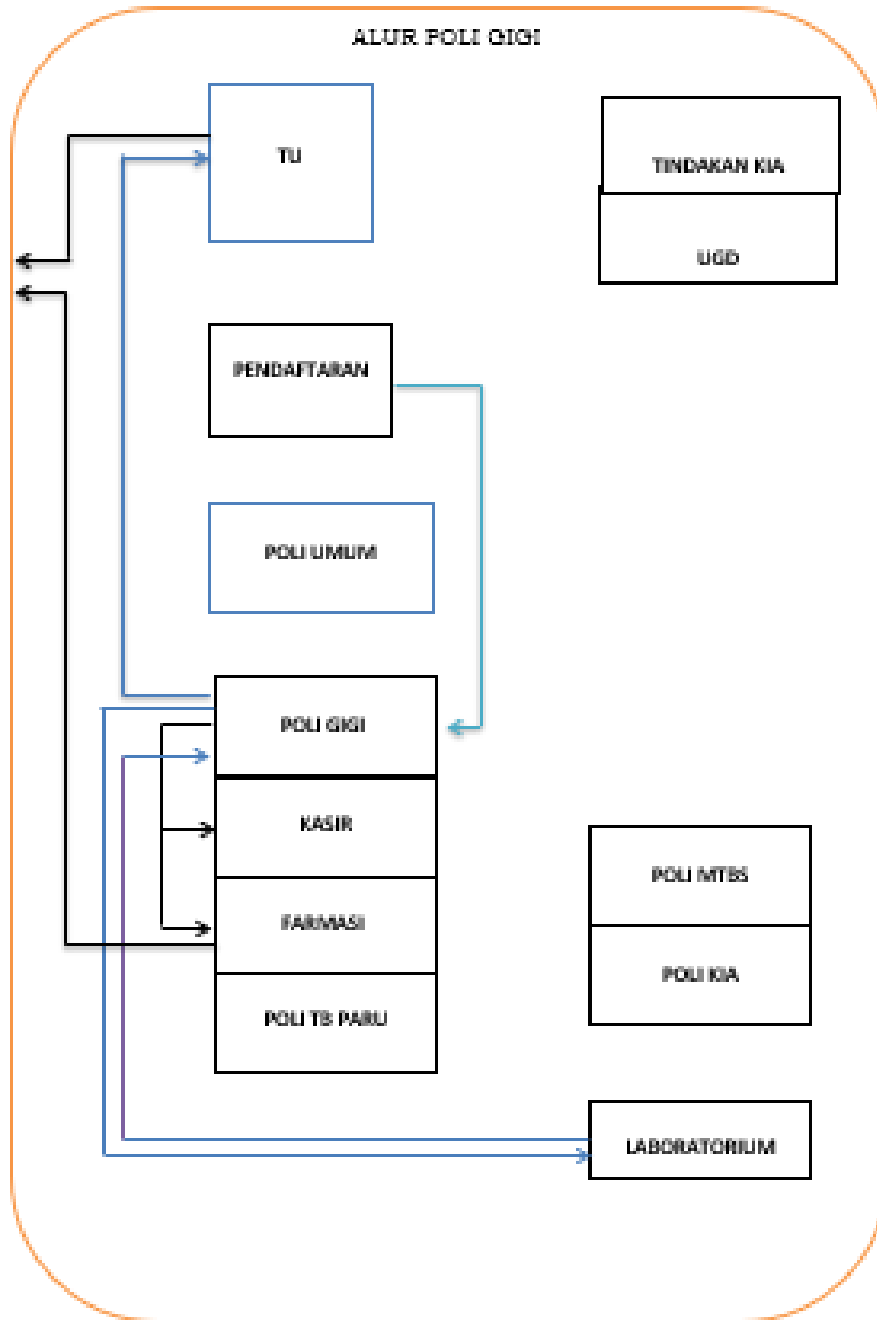 ALUR POLI GIGI
TU
TINDAKAN KIA
UGD
PENDAFTARAN
POLI UMUM
POLI GIGI
KASIR
FARMASI
POLI TB PARU
POLI MTBS
POLI KIA
LABORATORIUM